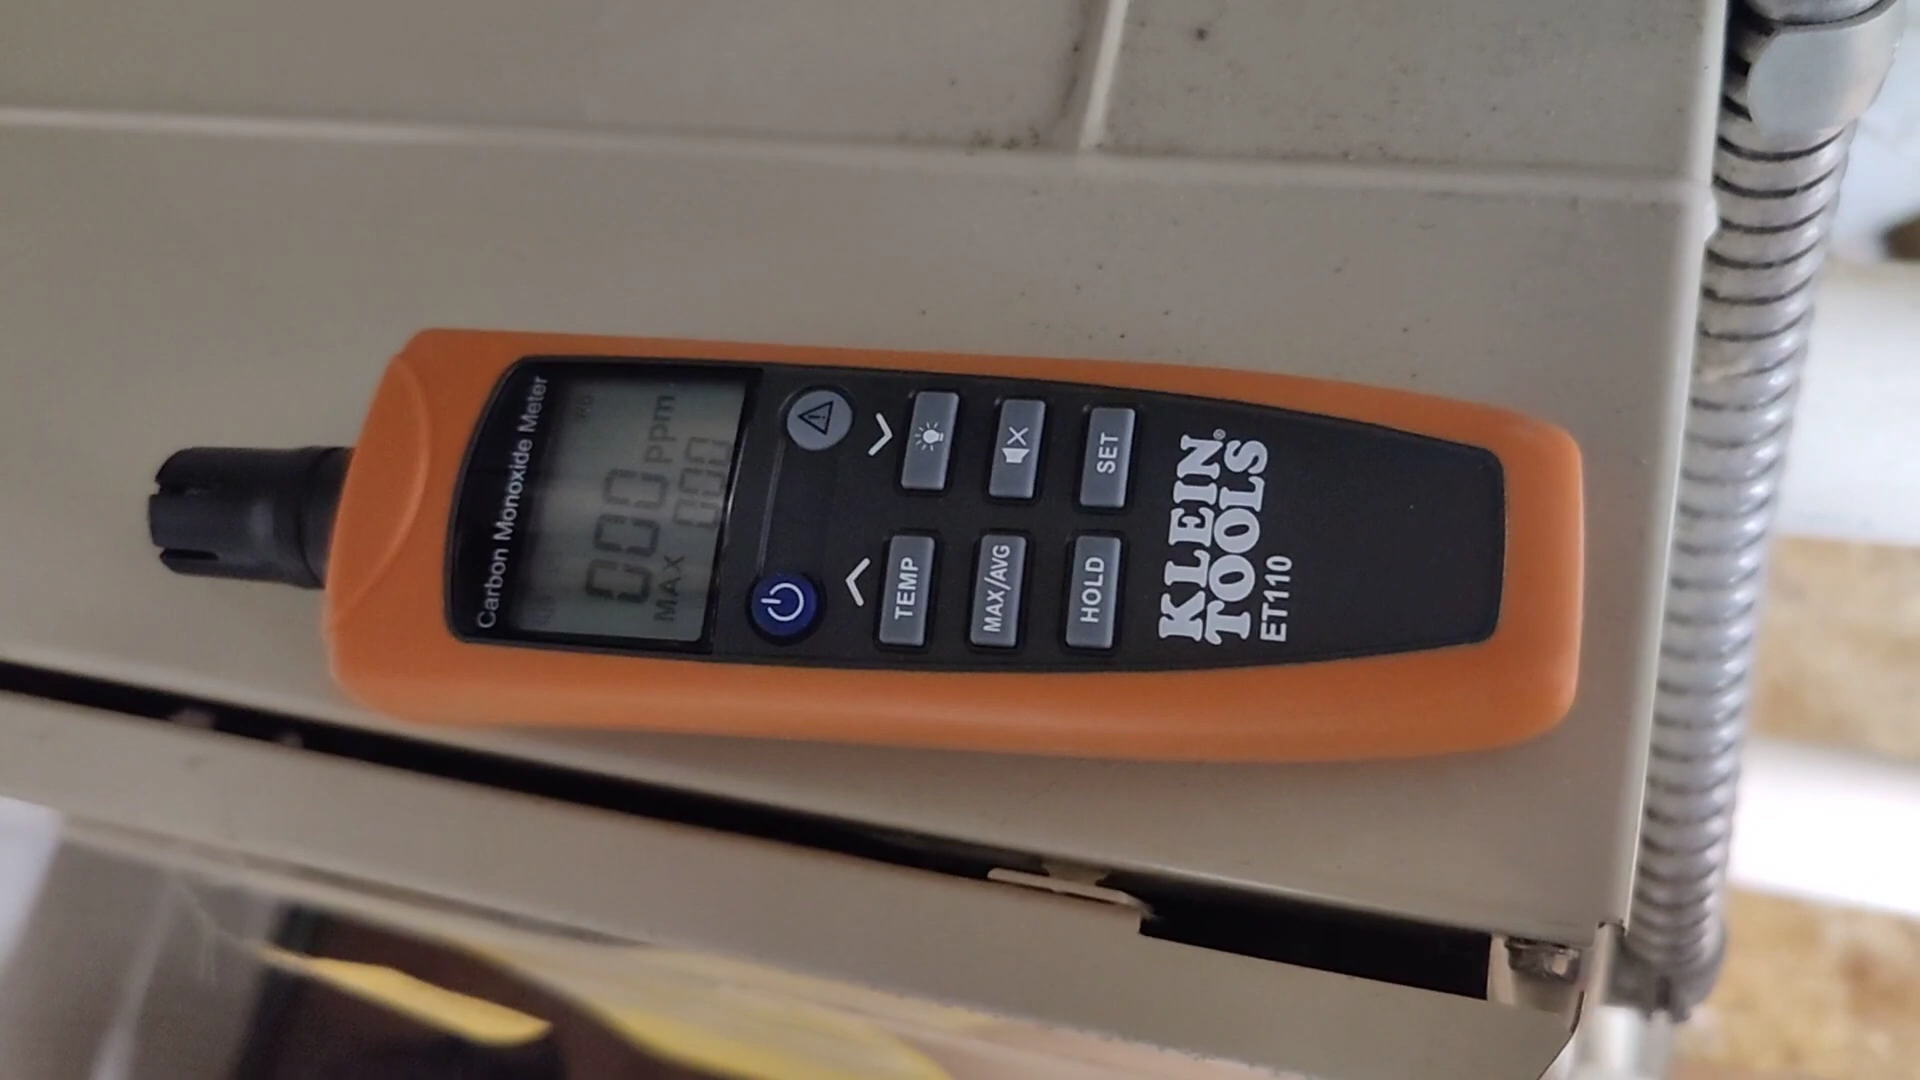 Carbon Monoxide Meter
000 ppm
MAX 000
TEMP
MAX/AVG
SET
HOLD
KLEIN
TOOLS®
ET110